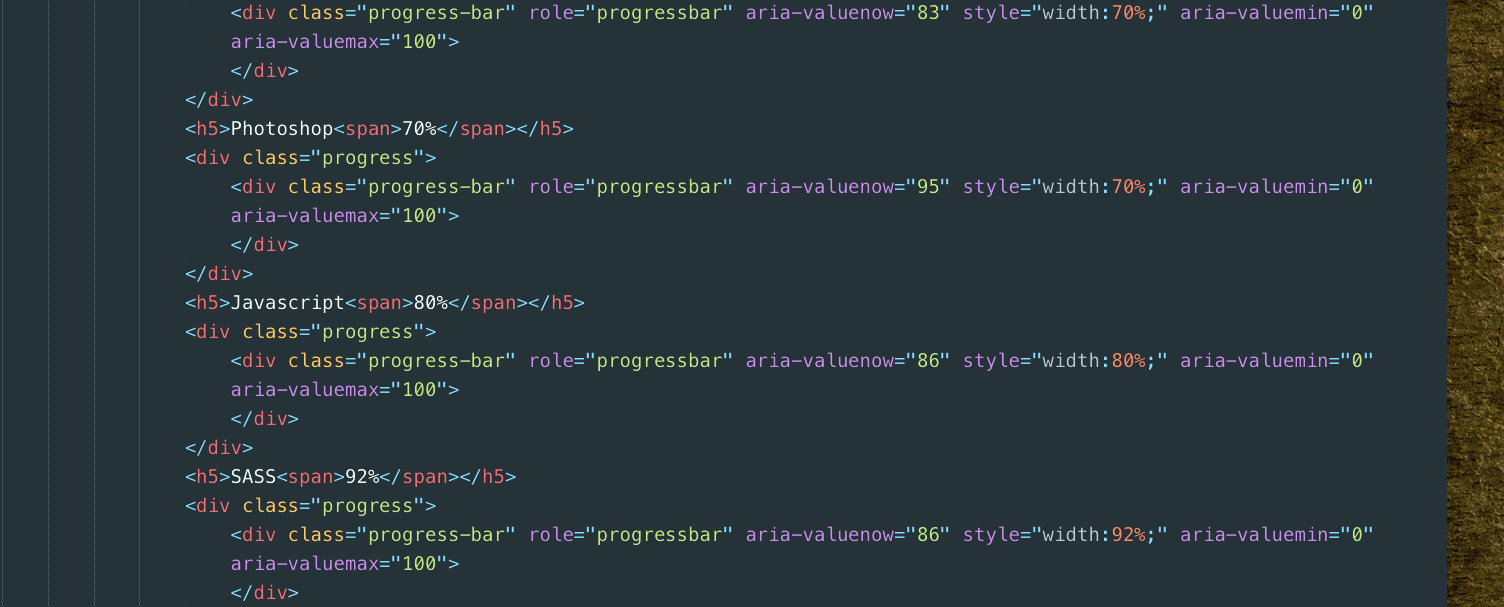 <div class="progress-bar" role="progressbar" aria-valuenow="83" style="width:70%;" aria-valuemin="0"
aria-valuemax="100">
</div>
</div>
<h5>Photoshop<span>70%</span></h5>
<div class="progress">
<div class="progress-bar" role="progressbar" aria-valuenow="95" style="width:70%;" aria-valuemin="0"
aria-valuemax="100">
</div>
</div>
<h5>Javascript<span>80%</span></h5>
<div class="progress">
<div class="progress-bar" role="progressbar" aria-valuenow="86" style="width:80%;" aria-valuemin="0"
aria-valuemax="100">
</div>
</div>
<h5>SASS<span>92%</span></h5>
<div class="progress">
<div class="progress-bar" role="progressbar" aria-valuenow="86" style="width:92%;" aria-valuemin="0"
aria-valuemax="100">
</div>